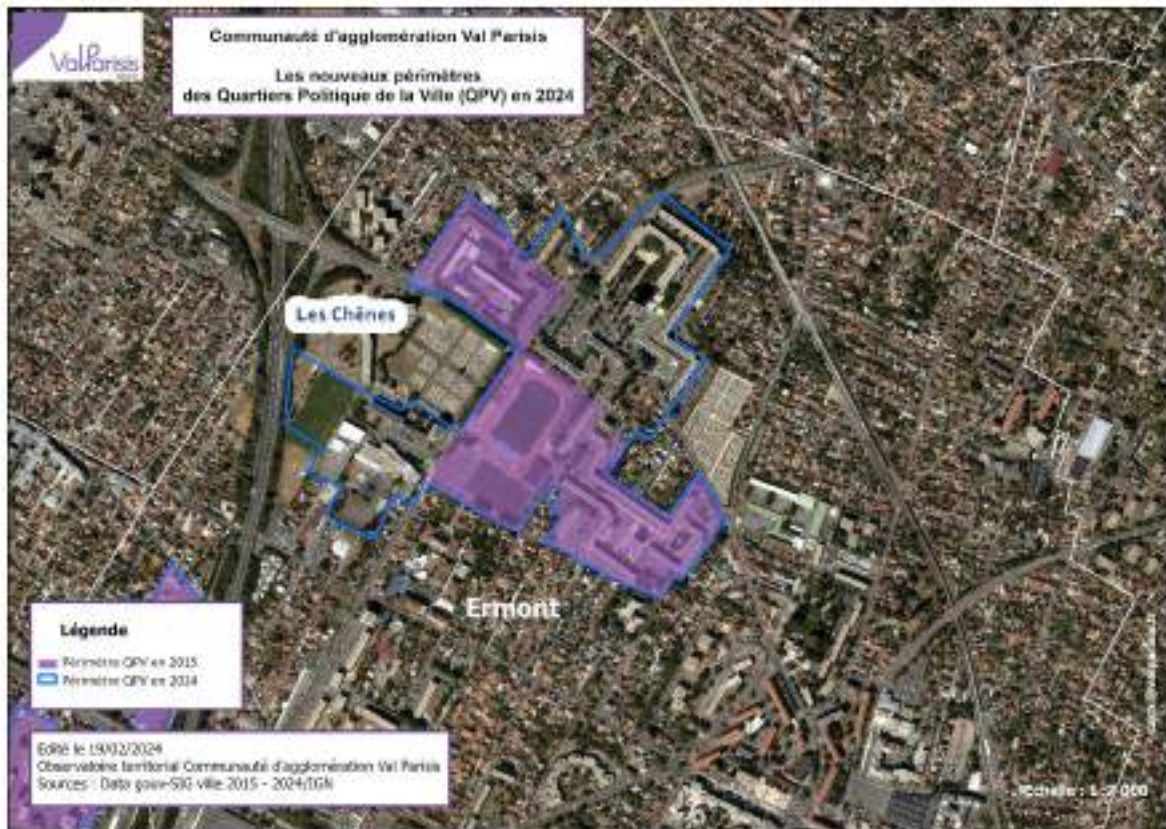 ValParisis
Communauté d'agglomération Val Parisis
Les nouveaux périmètres
des Quartiers Politique de la Ville (QPV) en 2024
Les Chênes
Ermont
Légende
Périmètre QPV en 2015
Périmètre QPV en 2024
Edité le 19/02/2024
Observatoire territorial Communauté d'agglomération Val Parisis
Sources : Data gouv-SIG ville 2015 - 2024/IGN
Echelle : 1:7 000